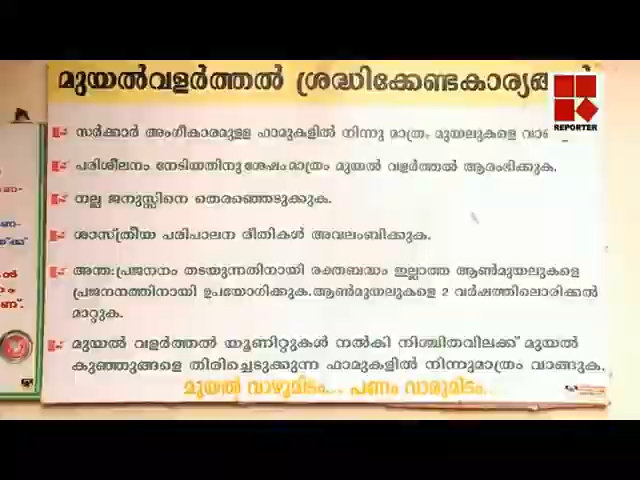 മുയൽവളർത്തൽ ശ്രദ്ധിക്കേണ്ടകാര്യങ്ങൾ
REPORTER
സർക്കാർ അംഗീകാരമുള്ള ഫാമുകളിൽ നിന്നു മാത്രം മുയലുകളെ
പരിശീലനം നേടിയതിനു ശേഷം മാത്രം മുയൽ വളർത്തൽ ആരംഭിക്കുക.
നല്ല ജനുസ്സിനെ തെരഞ്ഞെടുക്കുക.
ശാസ്ത്രീയ പരിപാലന രീതികൾ അവലംബിക്കുക.
അന്ത:പ്രജനനം തടയുന്നതിനായി രക്തബദ്ധം ഇല്ലാത്ത ആൺമുയലുകളെ
പ്രജനനത്തിനായി ഉപയോഗിക്കുക.ആൺമുയലുകളെ 2 വർഷത്തിലൊരിക്കൽ
മാറ്റുക.
മുയൽ വളർത്തൽ യൂണിറ്റുകൾ നൽകി നിശ്ചിതവിലക്ക് മുയൽ
കുഞ്ഞുങ്ങളെ തിരിച്ചെടുക്കുന്ന ഫാമുകളിൽ നിന്നുമാത്രം വാങ്ങുക.
മുയൽ വാഴുമിടം... പണം വാരുമിടം...